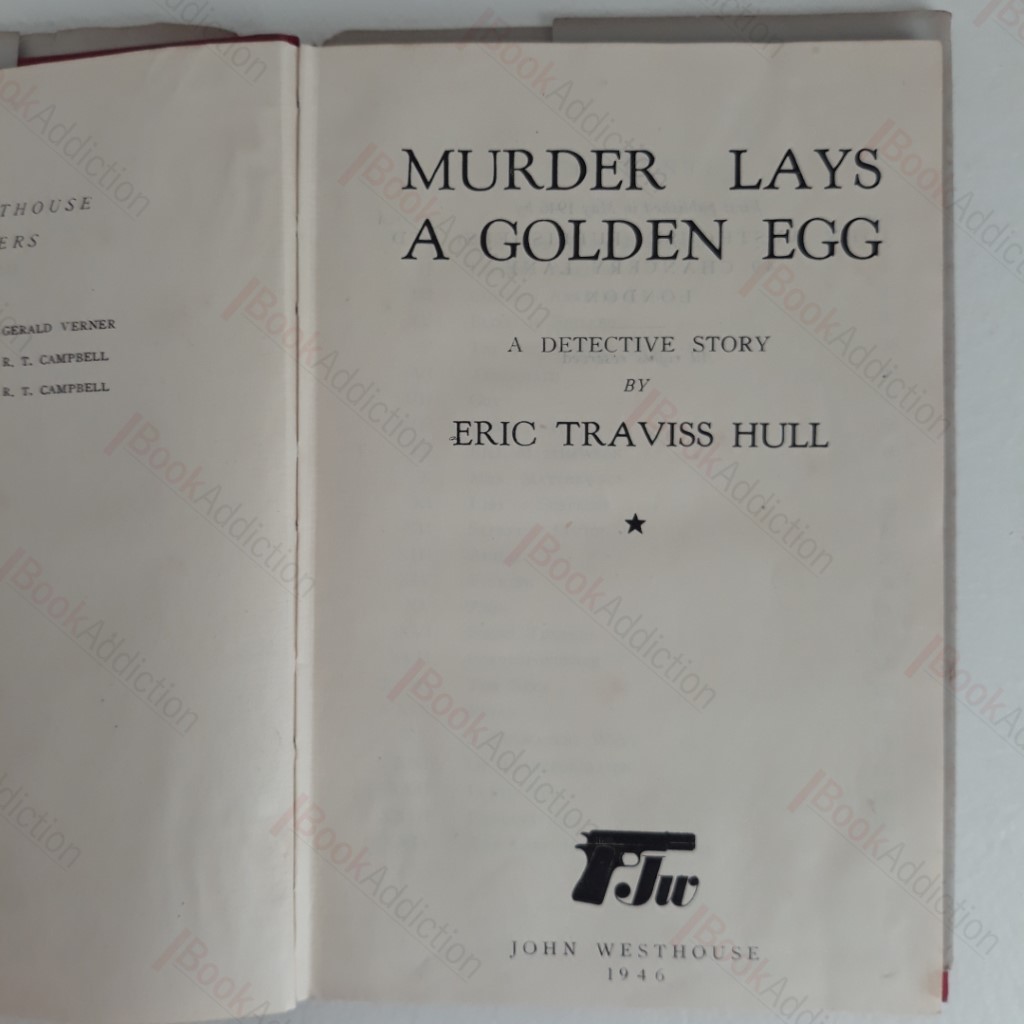 THOUSE
ERS
GERALD VERNER
R. T. CAMPBELL
R. T. CAMPBELL
MURDER LAYS
A GOLDEN EGG
A DETECTIVE STORY
BY
ERIC TRAVISS HULL
★
Jw
JOHN WESTHOUSE
1946
BookAddiction